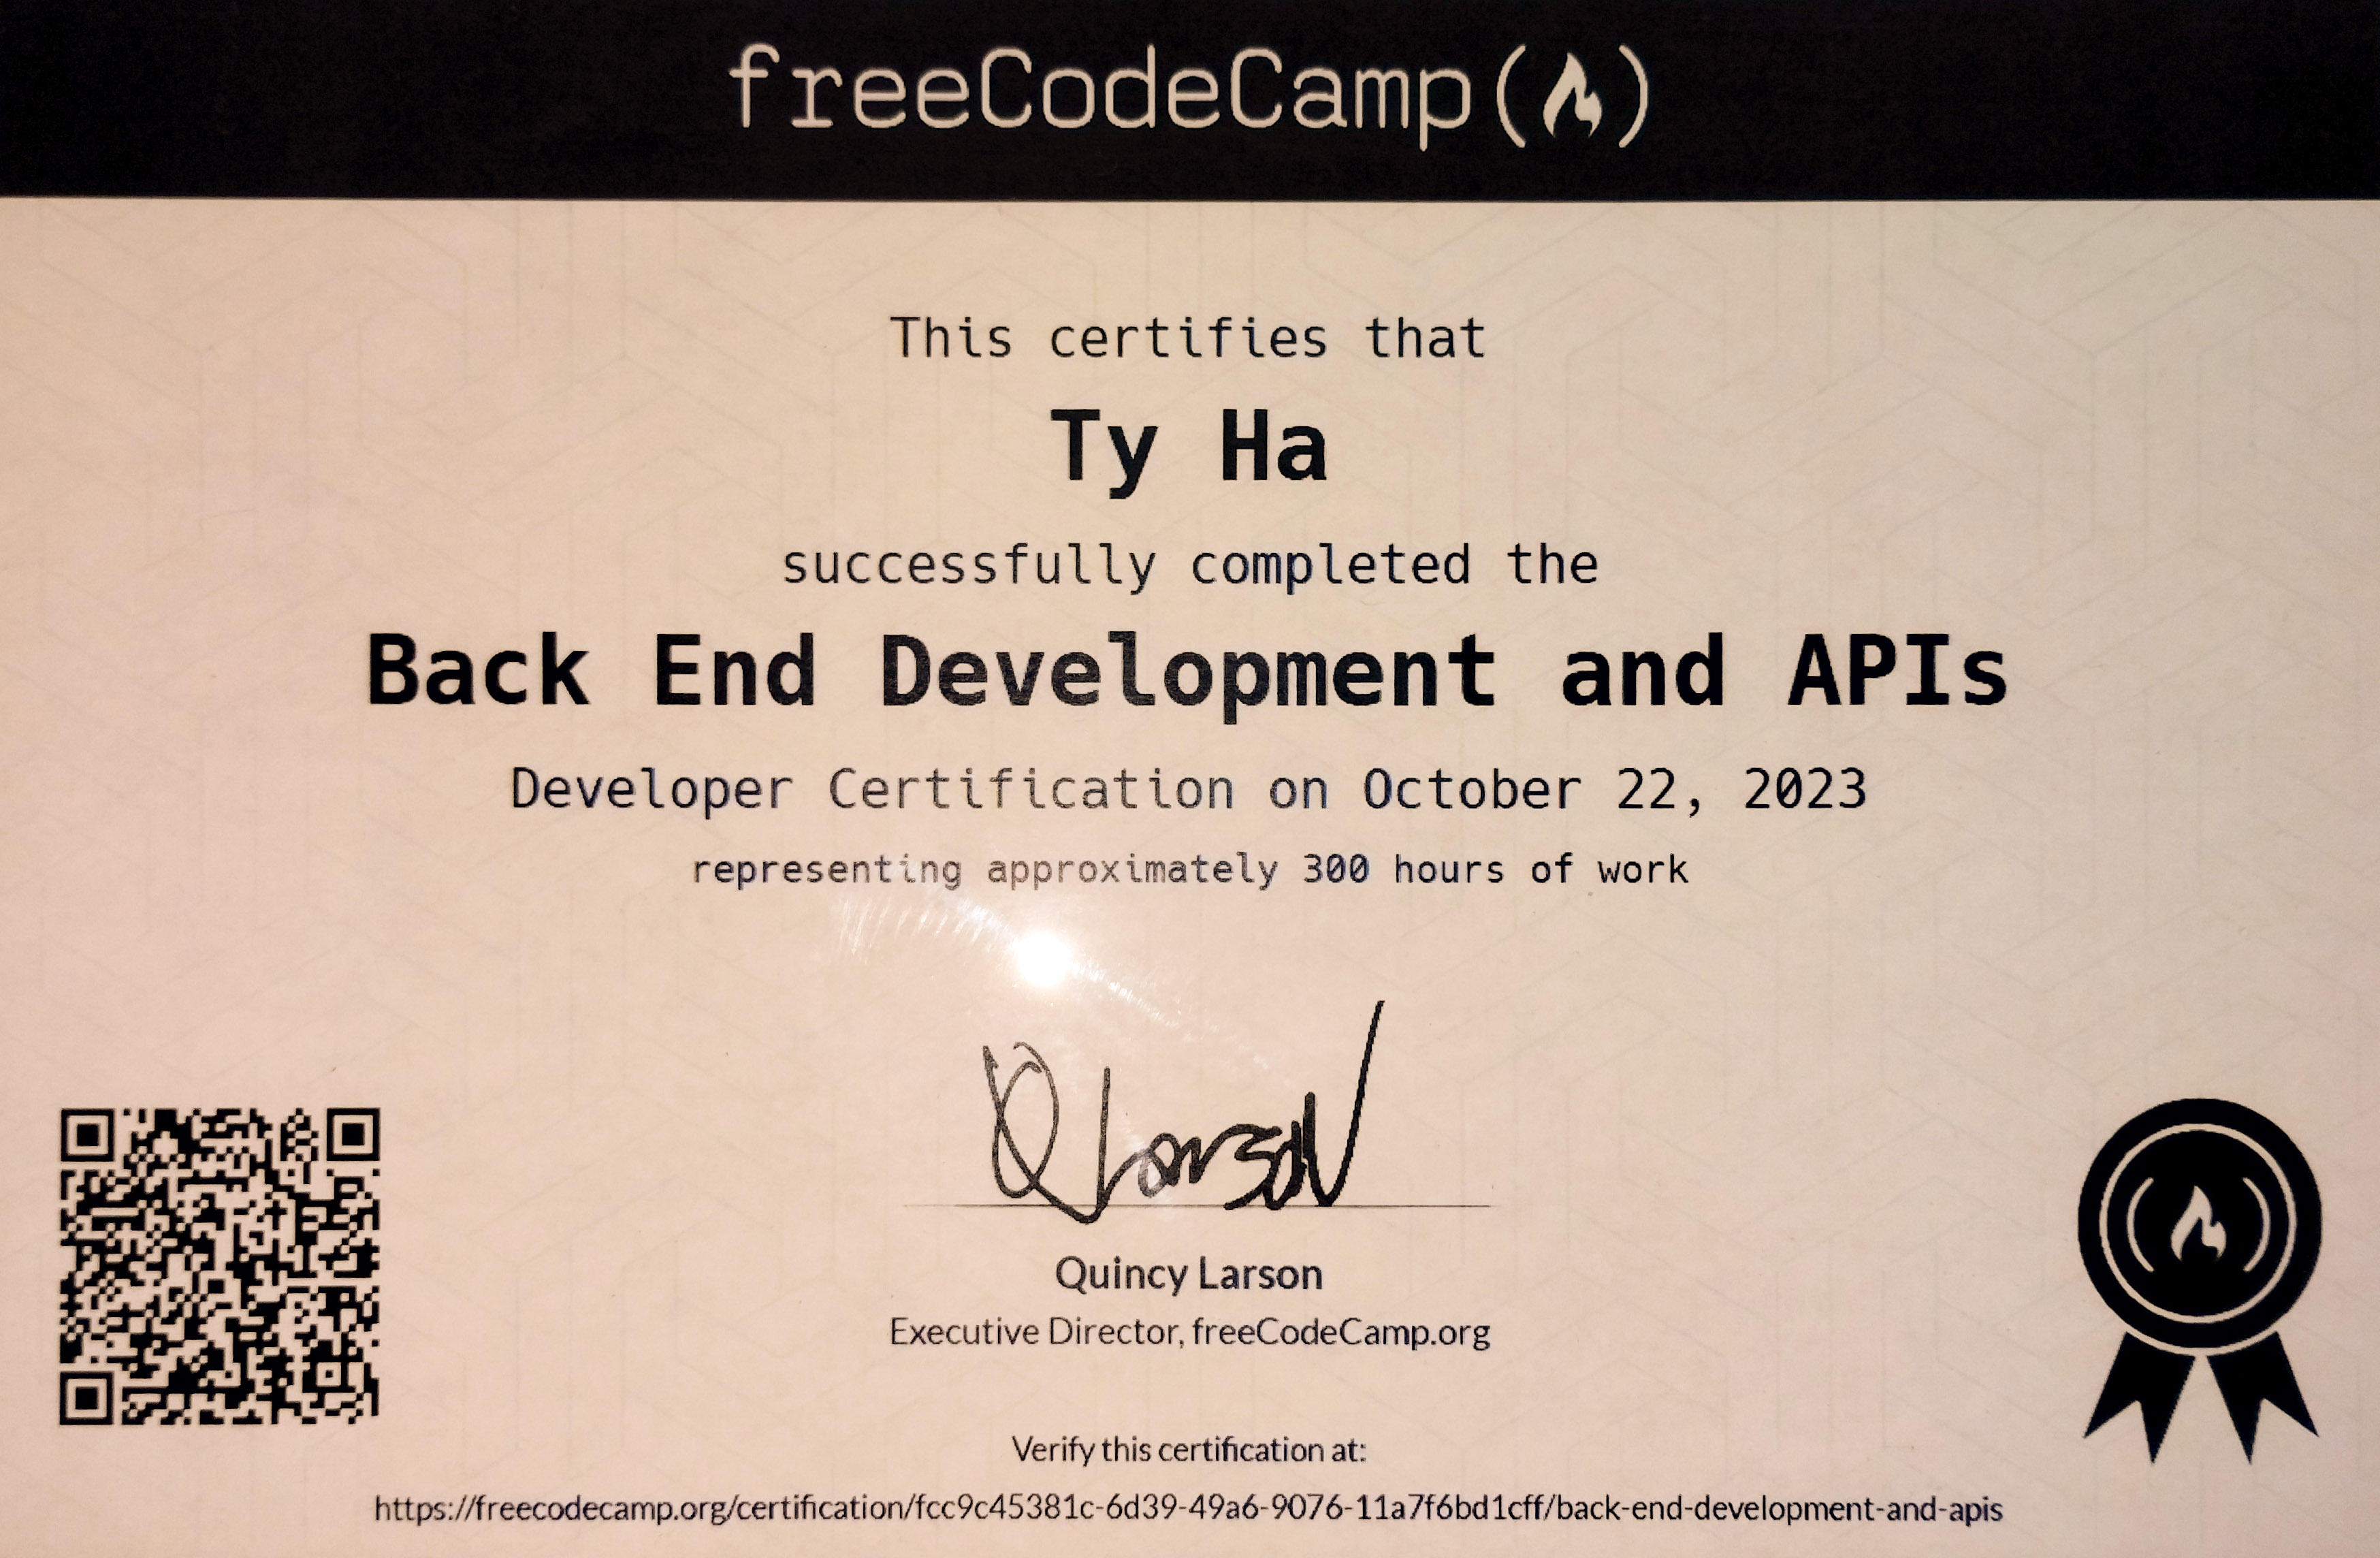 freeCodeCamp
This certifies that
Ty Ha
successfully completed the
Back End Development and APIs
Developer Certification on October 22, 2023
representing approximately 300 hours of work
Q Larson
Quincy Larson
Executive Director, freeCodeCamp.org
Verify this certification at:
https://freecodecamp.org/certification/fcc9c45381c-6d39-49a6-9076-11a7f6bd1cff/back-end-development-and-apis